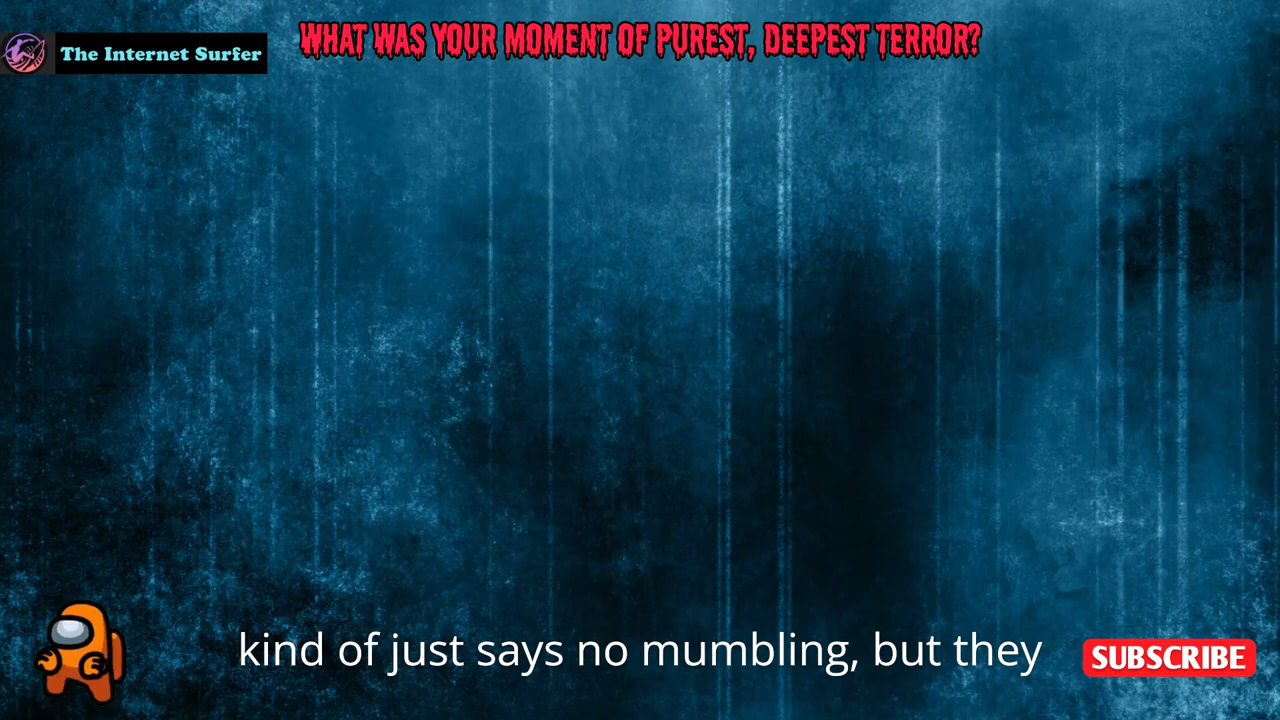 WHAT WAS YOUR MOMENT OF PUREST, DEEPEST TERROR?
The Internet Surfer
kind of just says no mumbling, but they
SUBSCRIBE